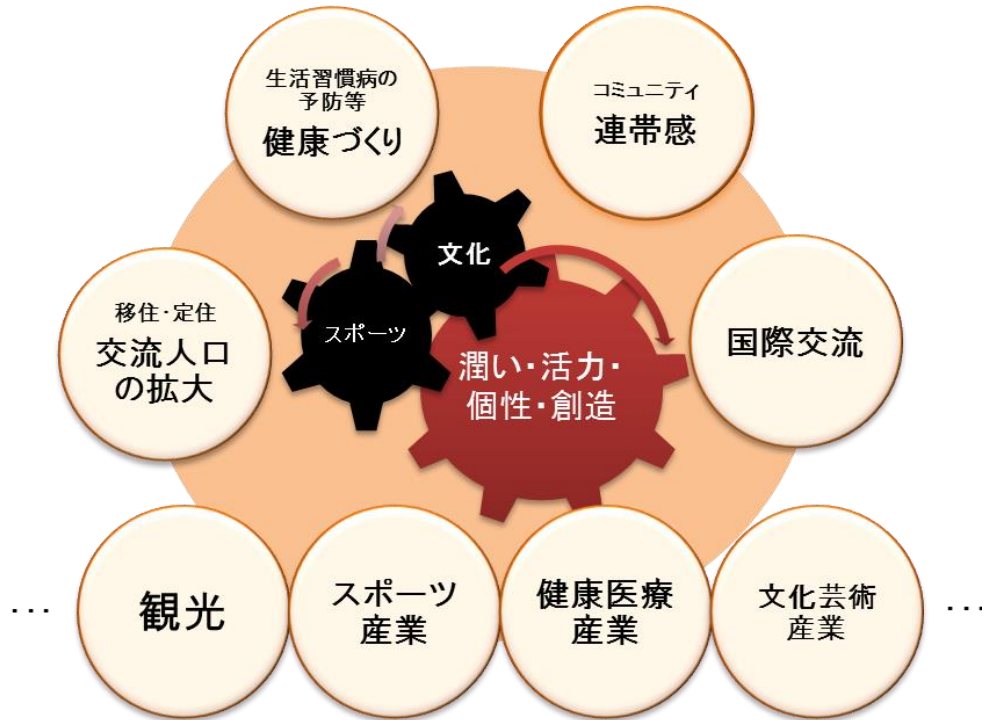 生活習慣病の
予防等
健康づくり
コミュニティ
連帯感
文化
スポーツ
移住・定住
交流人口
の拡大
潤い・活力・
個性・創造
国際交流
…
観光
スポーツ
産業
健康医療
産業
文化芸術
産業
…